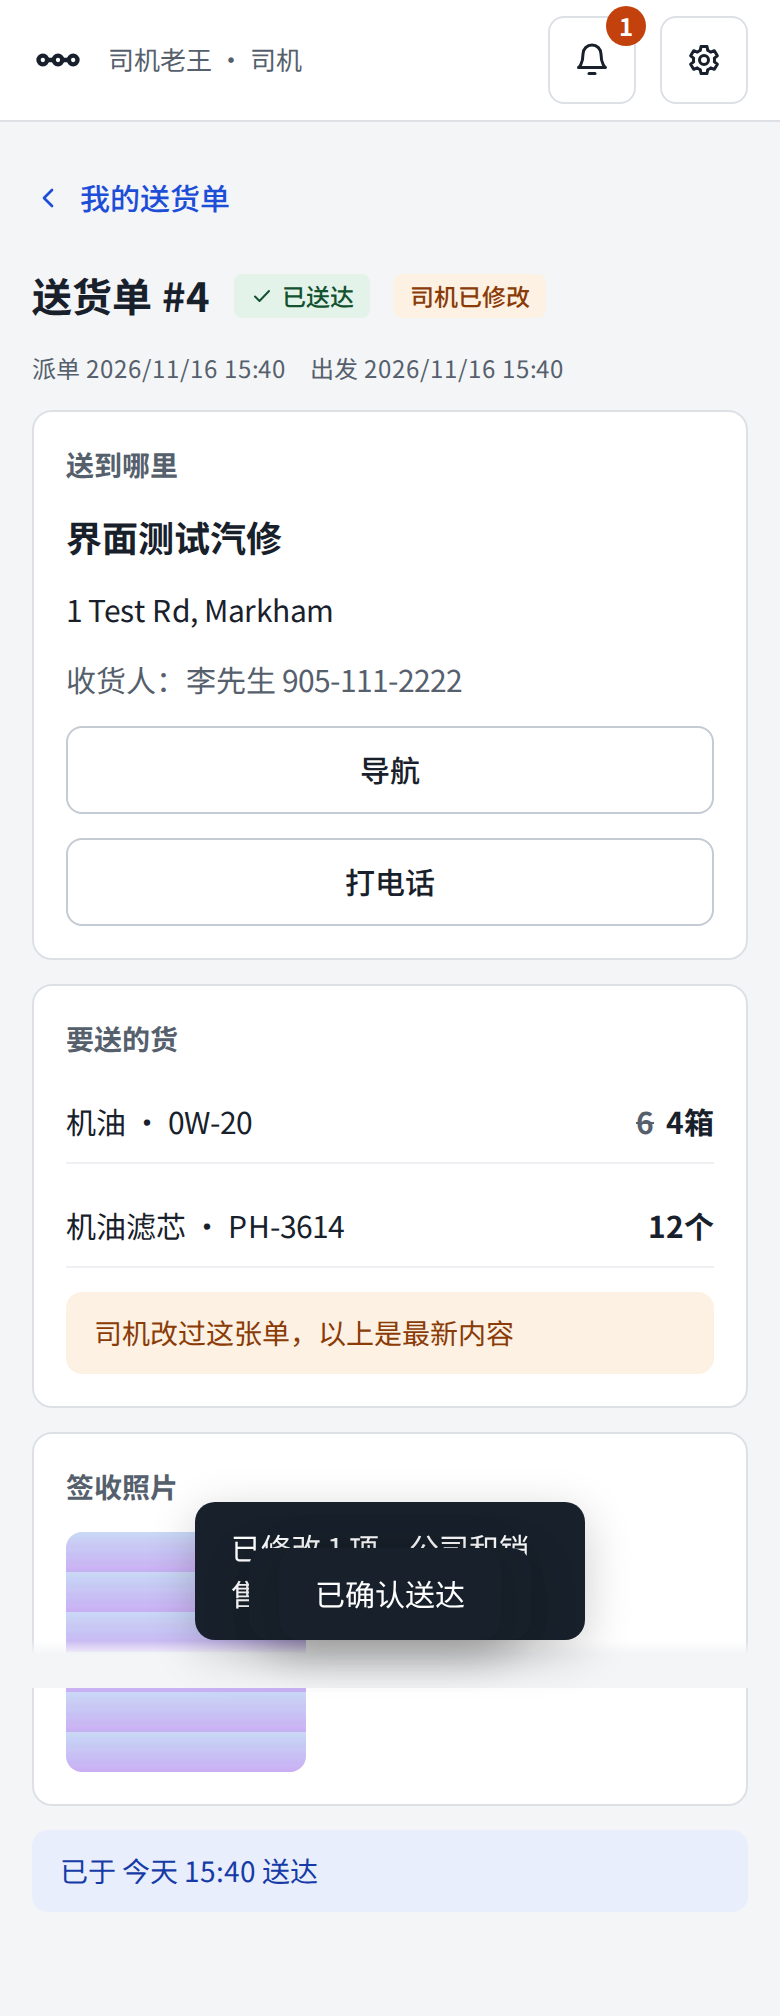 司机老王 · 司机
1
我的送货单
送货单 #4
已送达
司机已修改
派单 2026/11/16 15:40 出发 2026/11/16 15:40
送到哪里
界面测试汽修
1 Test Rd, Markham
收货人：李先生 905-111-2222
导航
打电话
要送的货
机油 · 0W-20
6 4箱
机油滤芯 · PH-3614
12个
司机改过这张单，以上是最新内容
签收照片
已确认送达
已于 今天 15:40 送达